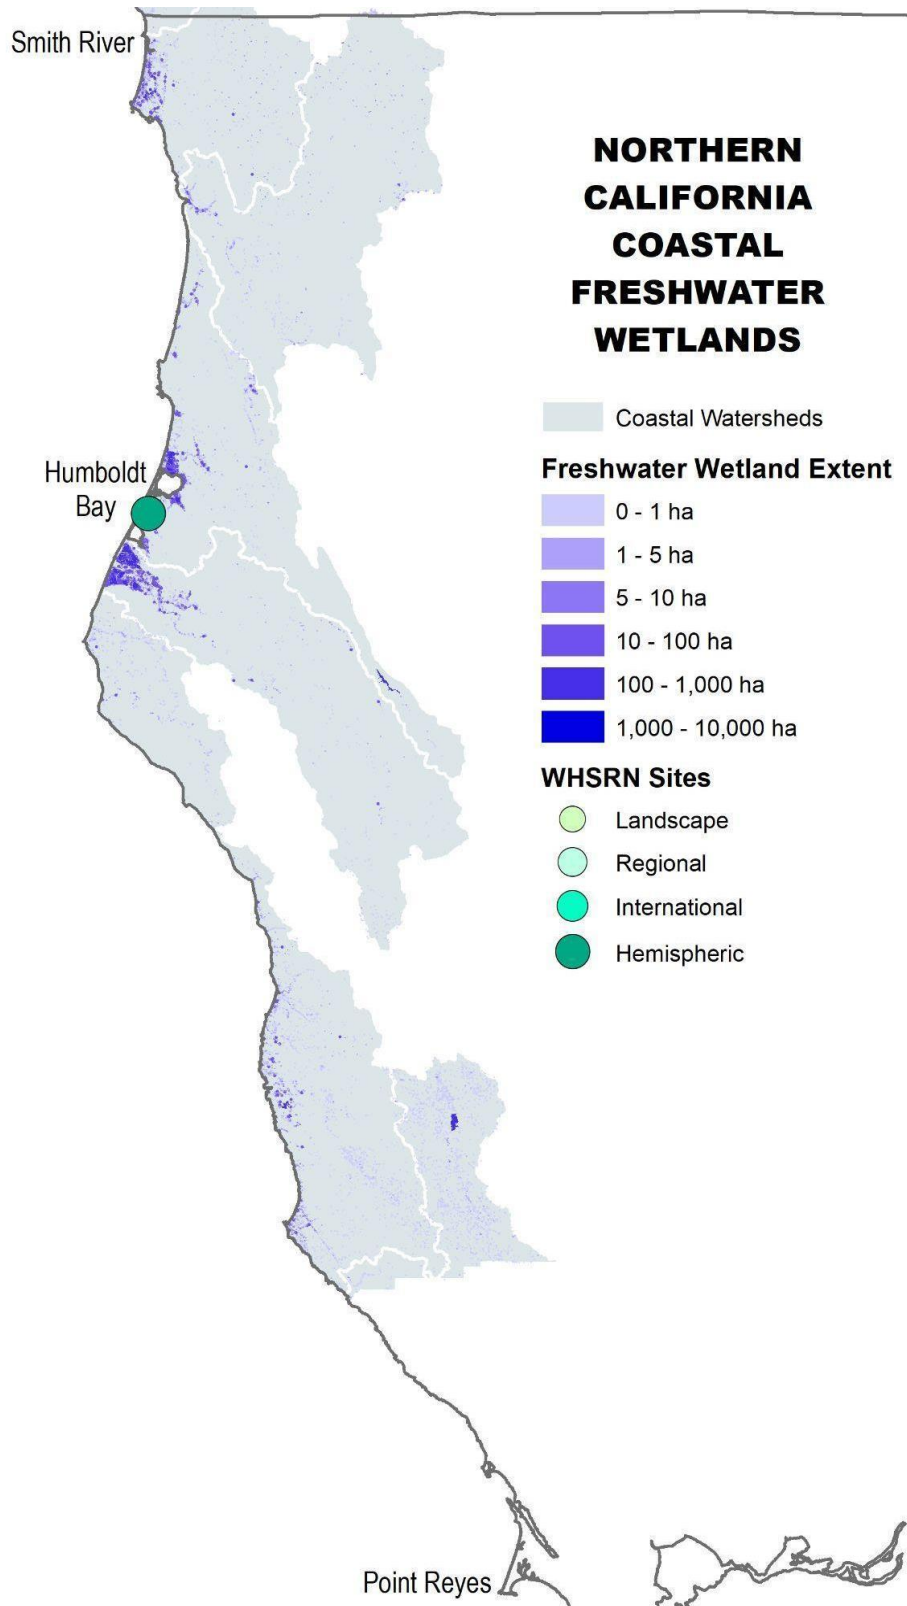 Smith River
NORTHERN
CALIFORNIA
COASTAL
FRESHWATER
WETLANDS
Coastal Watersheds
Freshwater Wetland Extent
0 - 1 ha
1 - 5 ha
5 - 10 ha
10 - 100 ha
100 - 1,000 ha
1,000 - 10,000 ha
WHSRN Sites
Landscape
Regional
International
Hemispheric
Humboldt
Bay
Point Reyes